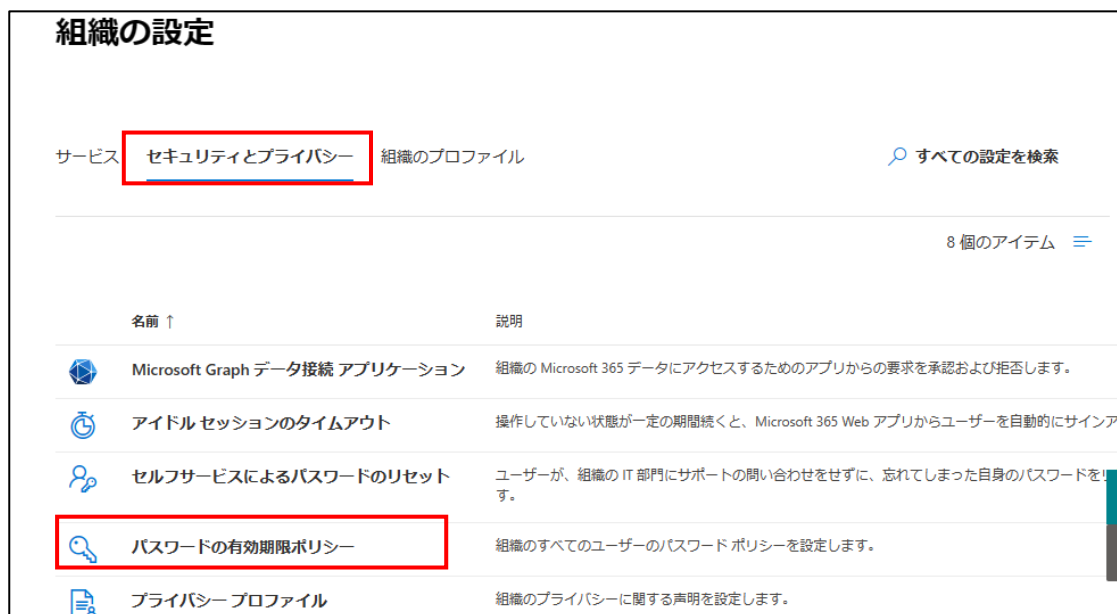 組織の設定
サービス セキュリティとプライバシー 組織のプロファイル すべての設定を検索
8 個のアイテム
名前 ↑ 説明
Microsoft Graph データ接続 アプリケーション 組織の Microsoft 365 データにアクセスするためのアプリからの要求を承認および拒否します。
アイドル セッションのタイムアウト 操作していない状態が一定の期間続くと、Microsoft 365 Web アプリからユーザーを自動的にサインア
セルフサービスによるパスワードのリセット ユーザーが、組織の IT 部門にサポートの問い合わせをせずに、忘れてしまった自身のパスワードを
す。
パスワードの有効期限ポリシー 組織のすべてのユーザーのパスワード ポリシーを設定します。
プライバシー プロファイル 組織のプライバシーに関する声明を設定します。